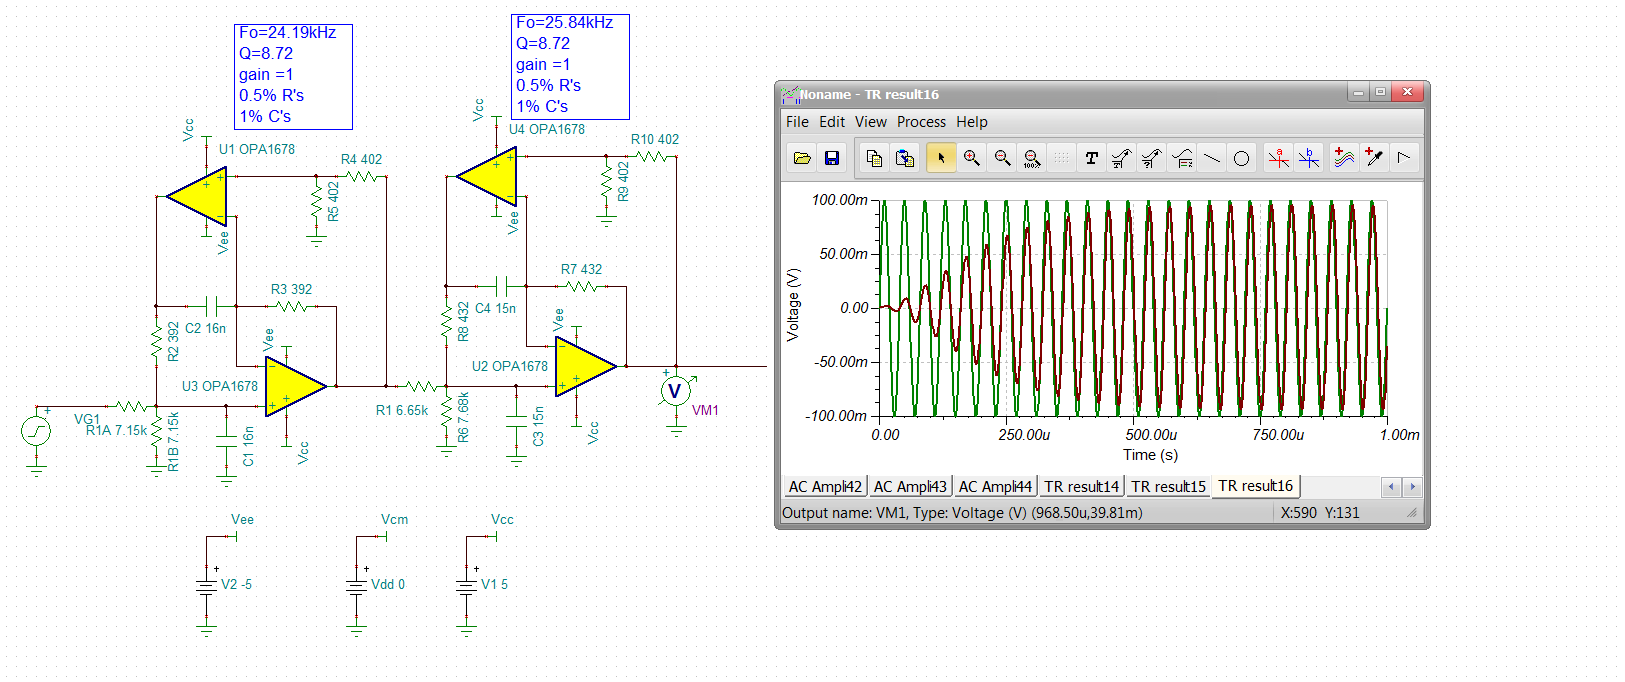 Fo=24.19kHz
Q=8.72
gain =1
0.5% R's
1% C's
Fo=25.84kHz
Q=8.72
gain =1
0.5% R's
1% C's
Vcc
U1 OPA1678
R4 402
R5 402
Vee
C2 16n
R3 392
R2 392
Vee
U3 OPA1678
VG1
R1A 7.15k
R1B 7.15k
C1 16n
Vcc
Vcc
U4 OPA1678
R10 402
R9 402
Vee
C4 15n
R7 432
R8 432
Vee
U2 OPA1678
R1 6.65k
R6 7.68k
C3 15n
Vcc
V
VM1
Vee
V2 -5
Vcm
Vdd 0
Vcc
V1 5
Noname - TR result16
File Edit View Process Help
100%
T
a
b
Voltage (V)
100.00m
50.00m
0.00
-50.00m
-100.00m
0.00 250.00u 500.00u 750.00u 1.00m
Time (s)
AC Ampli42 AC Ampli43 AC Ampli44 TR result14 TR result15 TR result16
Output name: VM1, Type: Voltage (V) (968.50u,39.81m) X:590 Y:131